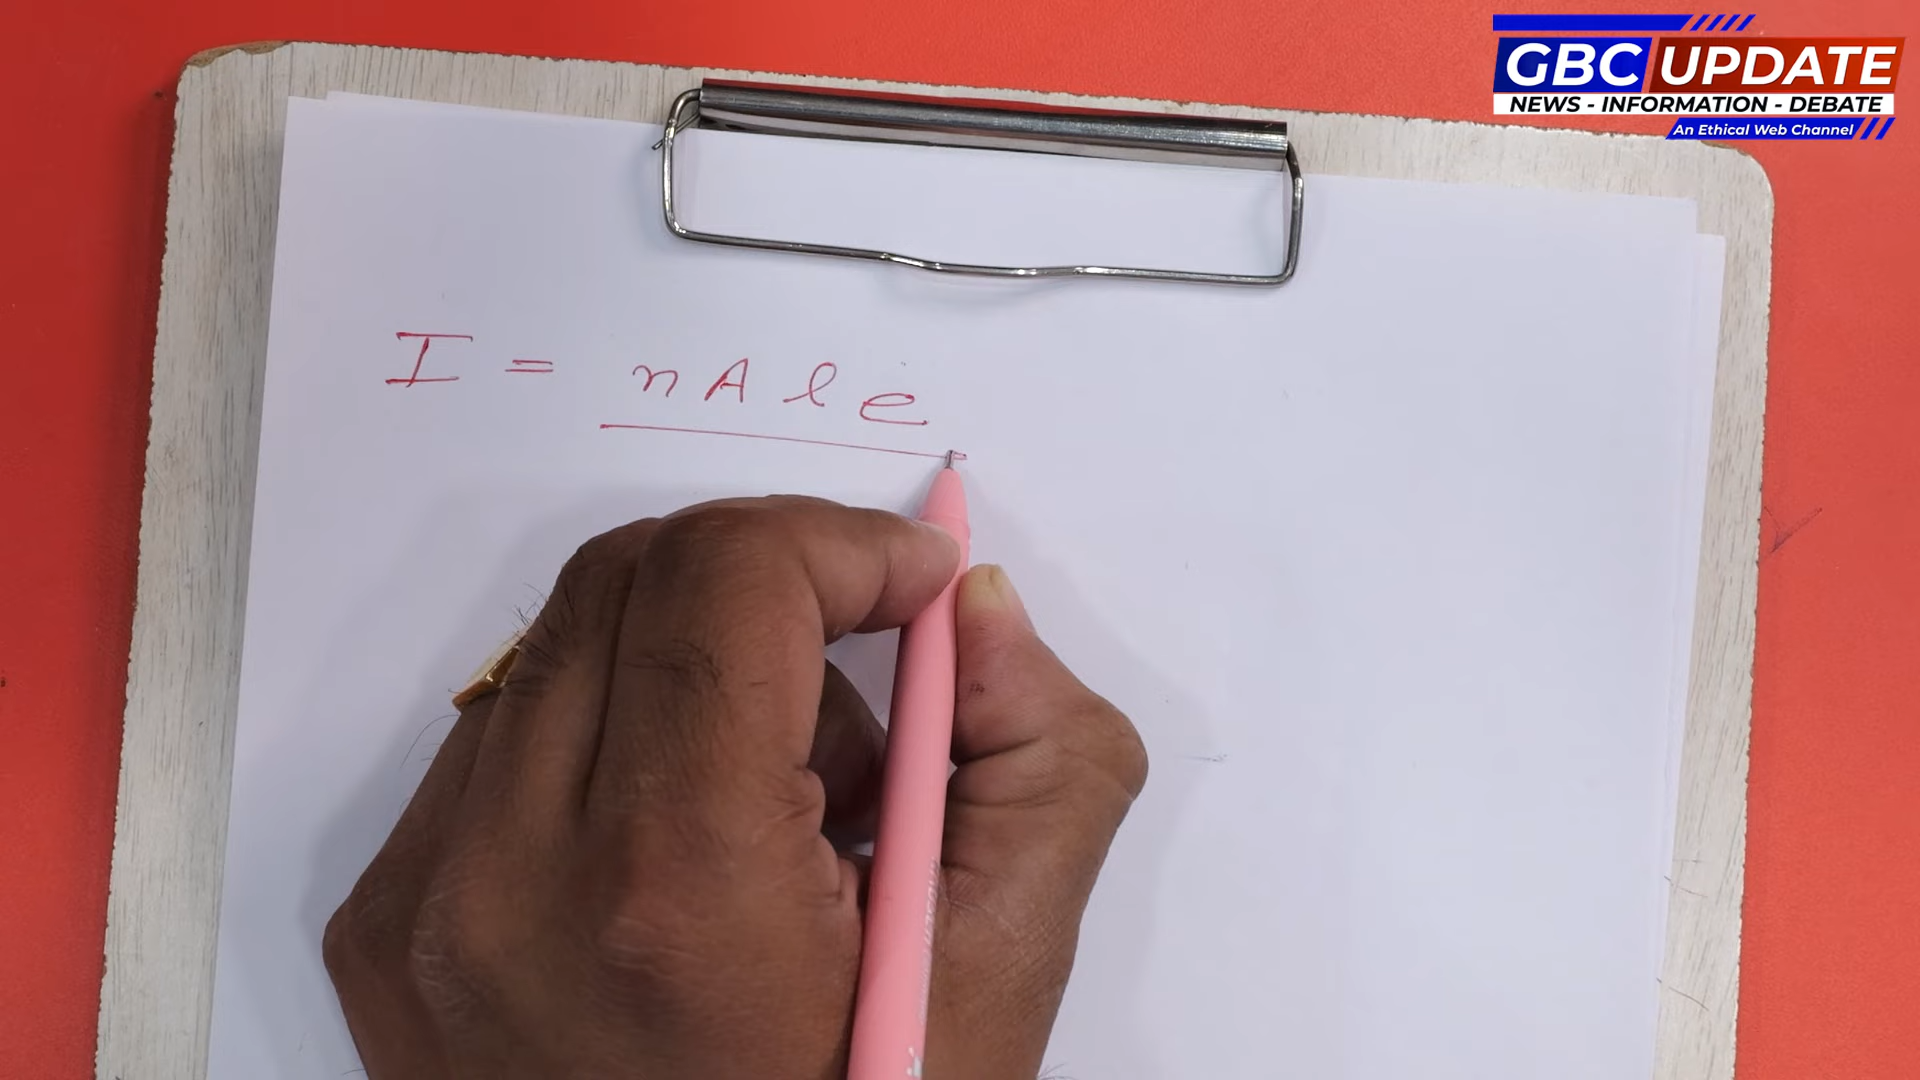 GBC UPDATE
NEWS - INFORMATION - DEBATE
An Ethical Web Channel
I = nAle